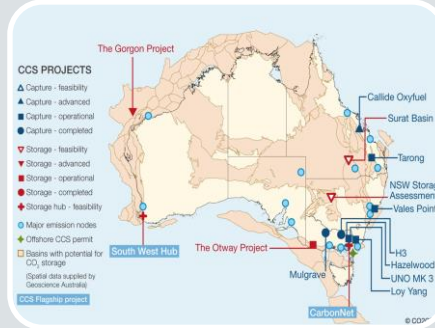 The Gorgon Project
CCS PROJECTS
Capture - feasibility
Capture - advanced
Capture - operational
Capture - completed
Storage - feasibility
Storage - advanced
Storage - operational
Storage - completed
Storage hub - feasibility
Major emission nodes
Offshore CCS permit
Basins with potential for
CO₂ storage
(Spatial data supplied by
Geoscience Australia)
CCS Flagship project
South West Hub
The Otway Project
Mulgrave
CarbonNet
Callide Oxyfuel
Surat Basin
Tarong
NSW Storage
Assessment
Vales Point
H3
Hazelwood
UNO MK 3
Loy Yang